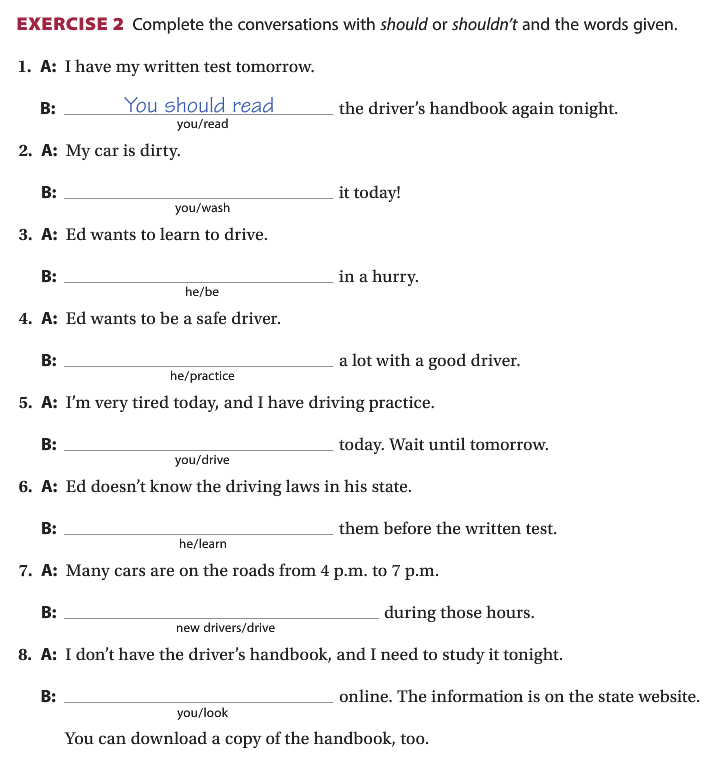 EXERCISE 2 Complete the conversations with should or shouldn't and the words given.
1. A: I have my written test tomorrow.
B: You should read the driver's handbook again tonight.
you/read
2. A: My car is dirty.
B: ______ it today!
you/wash
3. A: Ed wants to learn to drive.
B: ______ in a hurry.
he/be
4. A: Ed wants to be a safe driver.
B: ______ a lot with a good driver.
he/practice
5. A: I'm very tired today, and I have driving practice.
B: ______ today. Wait until tomorrow.
you/drive
6. A: Ed doesn't know the driving laws in his state.
B: ______ them before the written test.
he/learn
7. A: Many cars are on the roads from 4 p.m. to 7 p.m.
B: ______ during those hours.
new drivers/drive
8. A: I don't have the driver's handbook, and I need to study it tonight.
B: ______ online. The information is on the state website.
you/look
You can download a copy of the handbook, too.